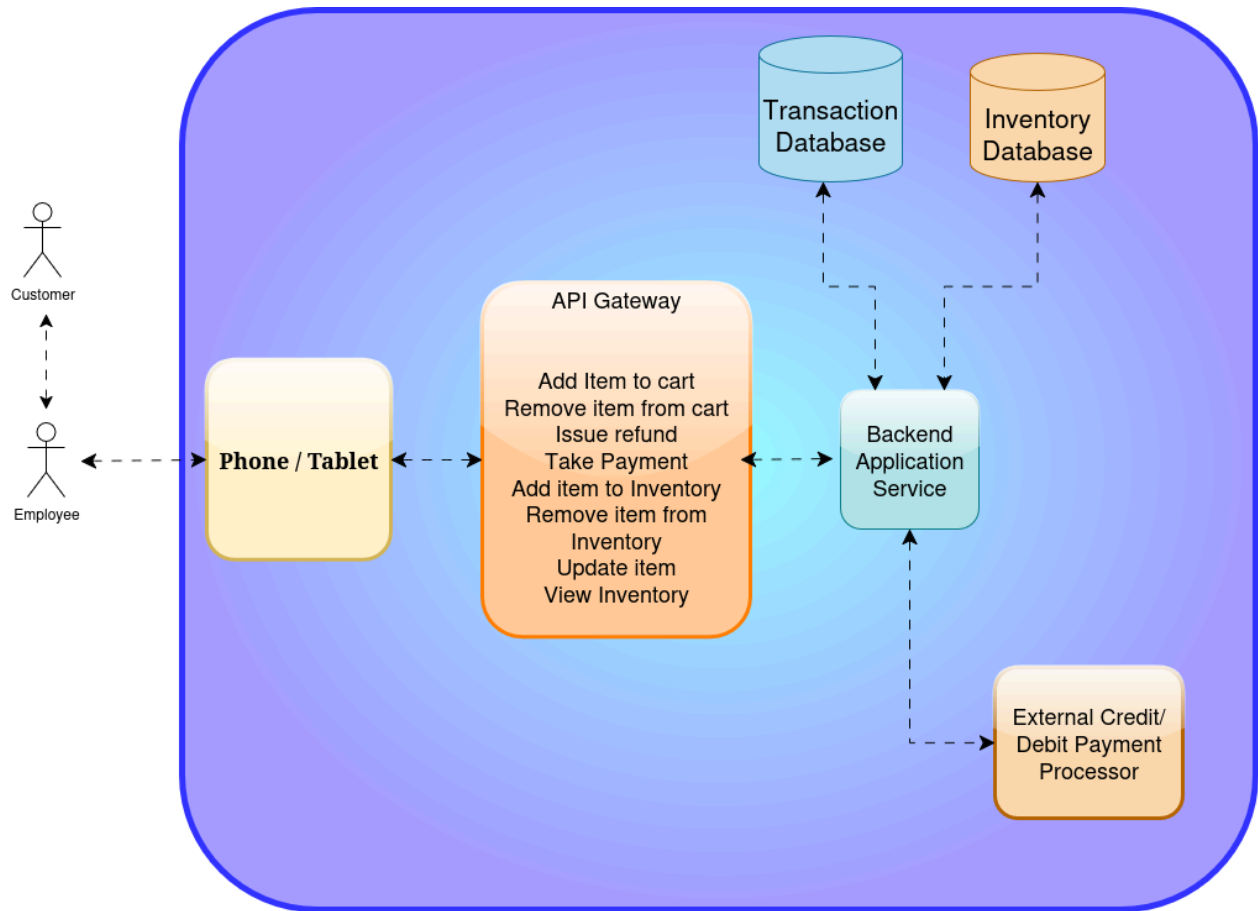 Transaction
Database
Inventory
Database
Customer
API Gateway
Add Item to cart
Remove item from cart
Issue refund
Take Payment
Add item to Inventory
Remove item from
Inventory
Update item
View Inventory
Phone / Tablet
Backend
Application
Service
Employee
External Credit/
Debit Payment
Processor